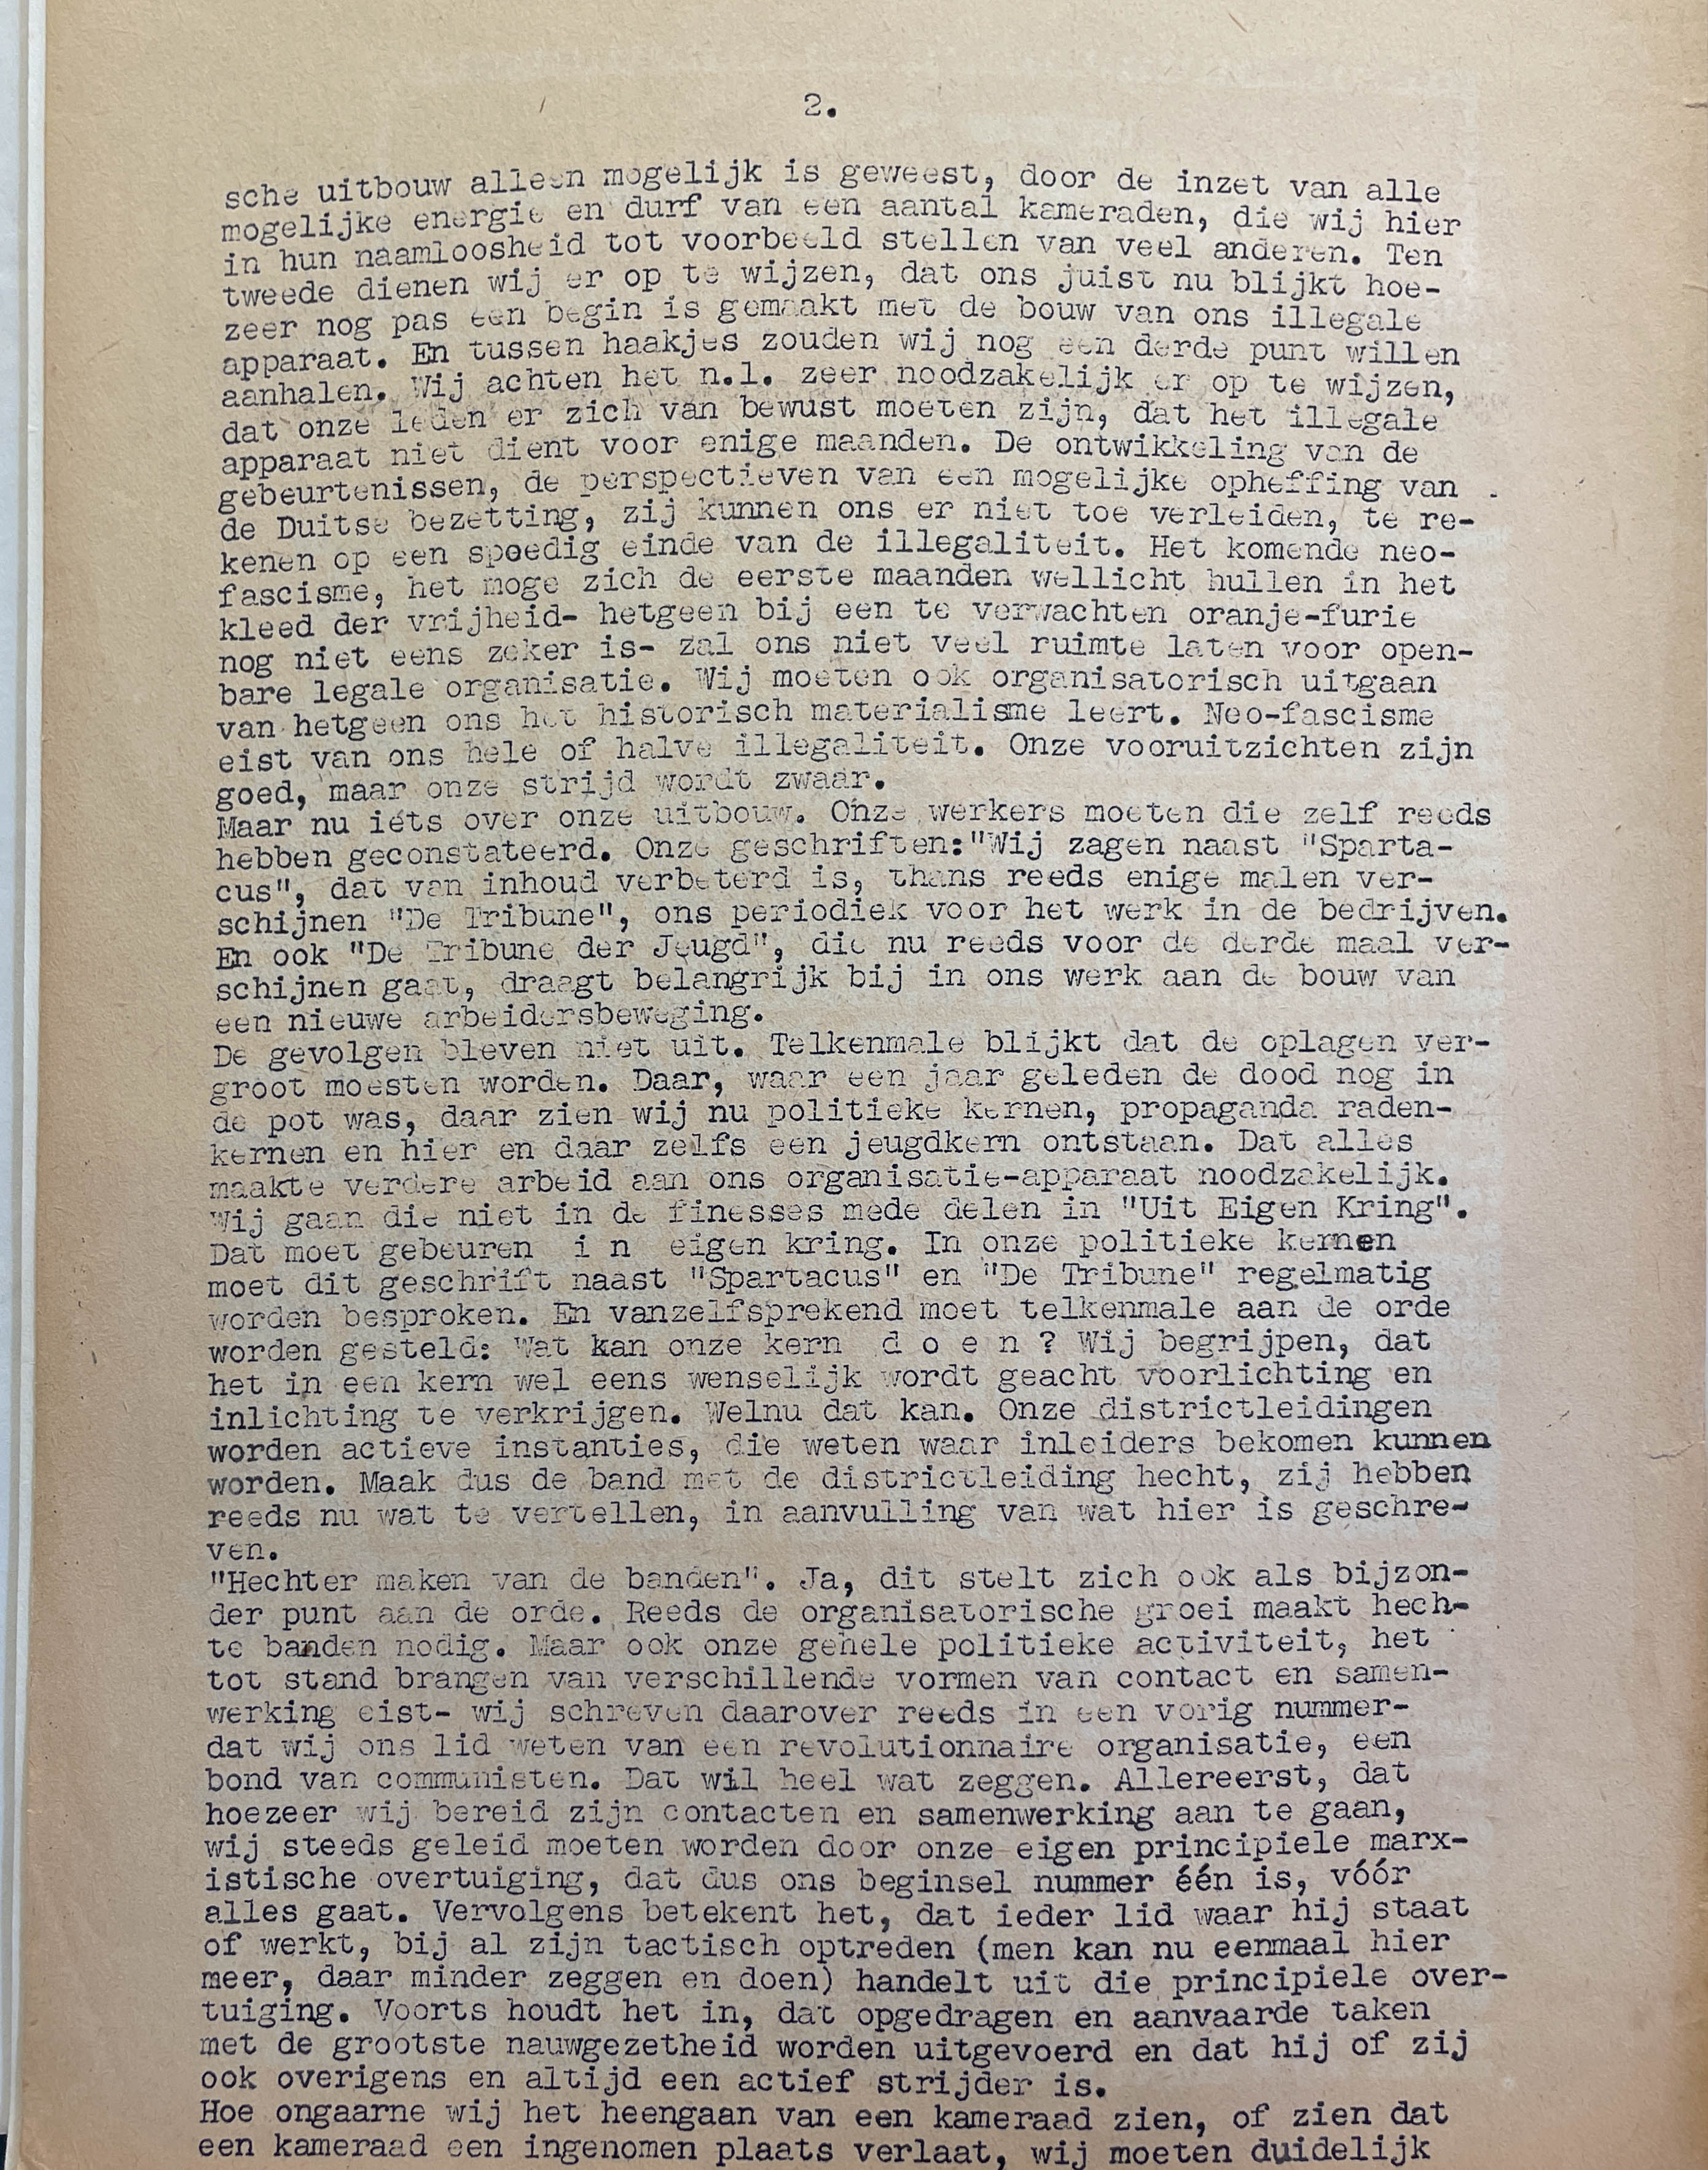 2.
sche uitbouw alleen mogelijk is geweest, door de inzet van alle
mogelijke energie en durf van een aantal kameraden, die wij hier
in hun naamloosheid tot voorbeeld stellen van veel anderen. Ten
tweede dienen wij er op te wijzen, dat ons juist nu blijkt hoe-
zeer nog pas een begin is gemaakt met de bouw van ons illegale
apparaat. En tussen haakjes zouden wij nog een derde punt willen
aanhalen. Wij achten het n.l. zeer noodzakelijk er op te wijzen,
dat onze leden er zich van bewust moeten zijn, dat het illegale
apparaat niet dient voor enige maanden. De ontwikkeling van de
gebeurtenissen, de perspectieven van een mogelijke opheffing van
de Duitse bezetting, zij kunnen ons er niet toe verleiden, te re-
kenen op een spoedig einde van de illegaliteit. Het komende neo-
fascisme, het moge zich de eerste maanden wellicht hullen in het
kleed der vrijheid- hetgeen bij een te verwachten oranje-furie
nog niet eens zeker is- zal ons niet veel ruimte laten voor open-
bare legale organisatie. Wij moeten ook organisatorisch uitgaan
van hetgeen ons het historisch materialisme leert. Neo-fascisme
eist van ons hele of halve illegaliteit. Onze vooruitzichten zijn
goed, maar onze strijd wordt zwaar.
Maar nu iets over onze uitbouw. Onze werkers moeten die zelf reeds
hebben geconstateerd. Onze geschriften:"Wij zagen naast "Sparta-
cus", dat van inhoud verbeterd is, thans reeds enige malen ver-
schijnen "De Tribune", ons periodiek voor het werk in de bedrijven.
En ook "De Tribune der Jeugd", die nu reeds voor de derde maal ver-
schijnen gaat, draagt belangrijk bij in ons werk aan de bouw van
een nieuwe arbeidersbeweging.
De gevolgen bleven niet uit. Telkenmale blijkt dat de oplagen ver-
groot moesten worden. Daar, waar een jaar geleden de dood nog in
de pot was, daar zien wij nu politieke kernen, propaganda raden-
kernen en hier en daar zelfs een jeugdkern ontstaan. Dat alles
maakte verdere arbeid aan ons organisatie-apparaat noodzakelijk.
Wij gaan die niet in de finesses mede delen in "Uit Eigen Kring".
Dat moet gebeuren i n eigen kring. In onze politieke kernen
moet dit geschrift naast "Spartacus" en "De Tribune" regelmatig
worden besproken. En vanzelfsprekend moet telkenmale aan de orde
worden gesteld: Wat kan onze kern d o e n ? Wij begrijpen, dat
het in een kern wel eens wenselijk wordt geacht voorlichting en
inlichting te verkrijgen. Welnu dat kan. Onze districtleidingen
worden actieve instanties, die weten waar inleiders bekomen kunnen
worden. Maak dus de band met de districtleiding hecht, zij hebben
reeds nu wat te vertellen, in aanvulling van wat hier is geschre-
ven.
"Hechter maken van de banden". Ja, dit stelt zich ook als bijzon-
der punt aan de orde. Reeds de organisatorische groei maakt hech-
te banden nodig. Maar ook onze gehele politieke activiteit, het
tot stand brangen van verschillende vormen van contact en samen-
werking eist- wij schreven daarover reeds in een vorig nummer-
dat wij ons lid weten van een revolutionnaire organisatie, een
bond van communisten. Dat wil heel wat zeggen. Allereerst, dat
hoezeer wij bereid zijn contacten en samenwerking aan te gaan,
wij steeds geleid moeten worden door onze eigen principiele marx-
istische overtuiging, dat dus ons beginsel nummer één is, vóór
alles gaat. Vervolgens betekent het, dat ieder lid waar hij staat
of werkt, bij al zijn tactisch optreden (men kan nu eenmaal hier
meer, daar minder zeggen en doen) handelt uit die principiele over-
tuiging. Voorts houdt het in, dat opgedragen en aanvaarde taken
met de grootste nauwgezetheid worden uitgevoerd en dat hij of zij
ook overigens en altijd een actief strijder is.
Hoe ongaarne wij het heengaan van een kameraad zien, of zien dat
een kameraad een ingenomen plaats verlaat, wij moeten duidelijk